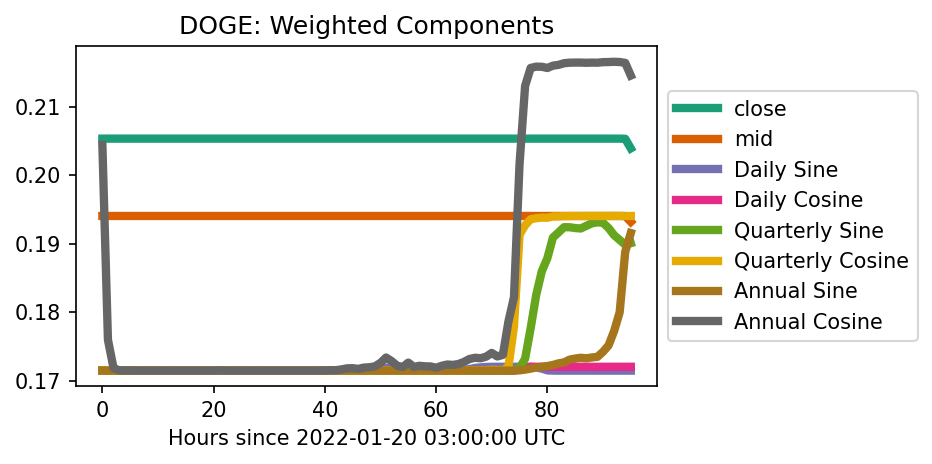 DOGE: Weighted Components
0.21
0.20
0.19
0.18
0.17
0
20
40
60
80
Hours since 2022-01-20 03:00:00 UTC
close
mid
Daily Sine
Daily Cosine
Quarterly Sine
Quarterly Cosine
Annual Sine
Annual Cosine